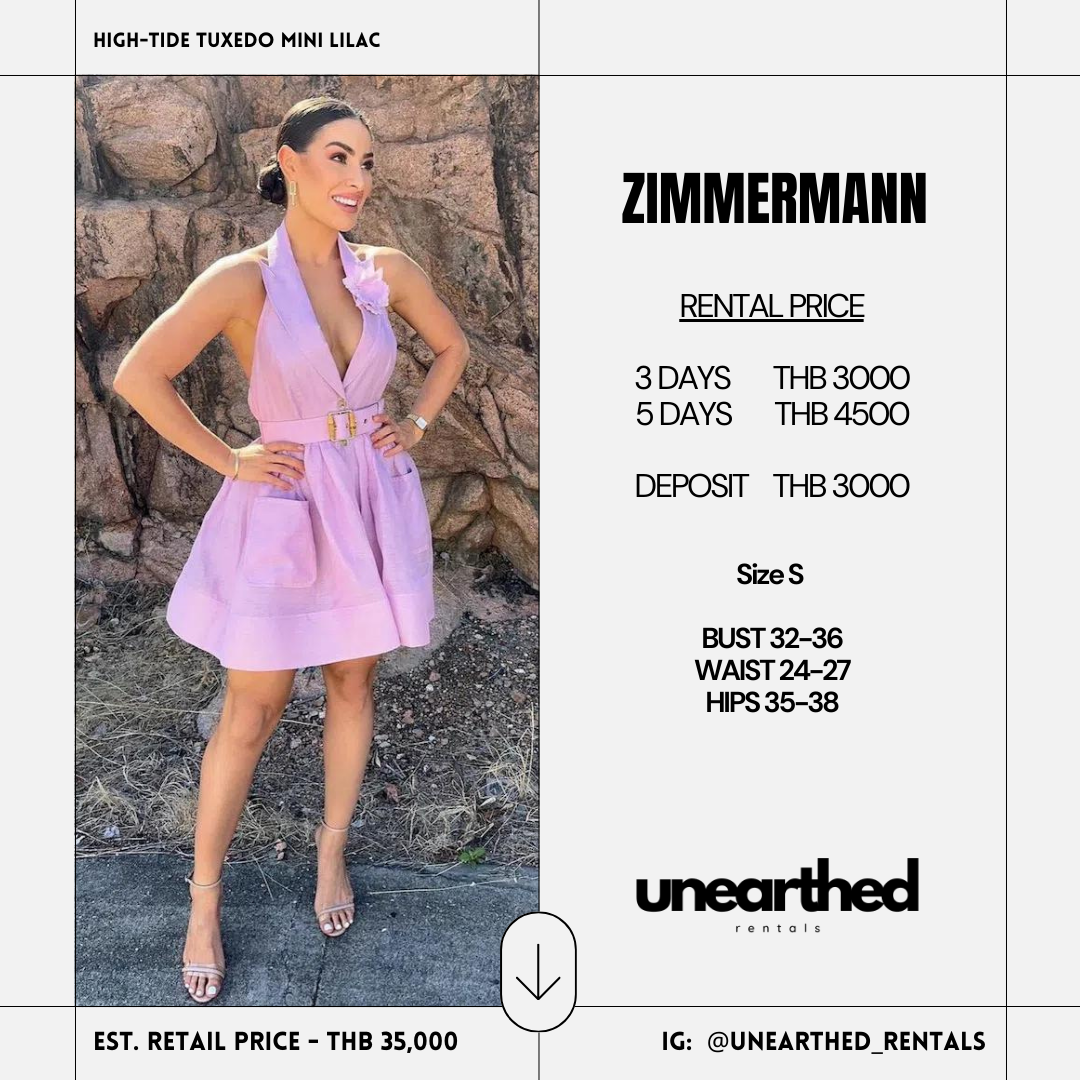 HIGH-TIDE TUXEDO MINI LILAC
ZIMMERMANN
RENTAL PRICE
3 DAYS THB 3000
5 DAYS THB 4500
DEPOSIT THB 3000
Size S
BUST 32-36
WAIST 24-27
HIPS 35-38
unearthed
rentals
EST. RETAIL PRICE - THB 35,000
IG: @UNEARTHED_RENTALS